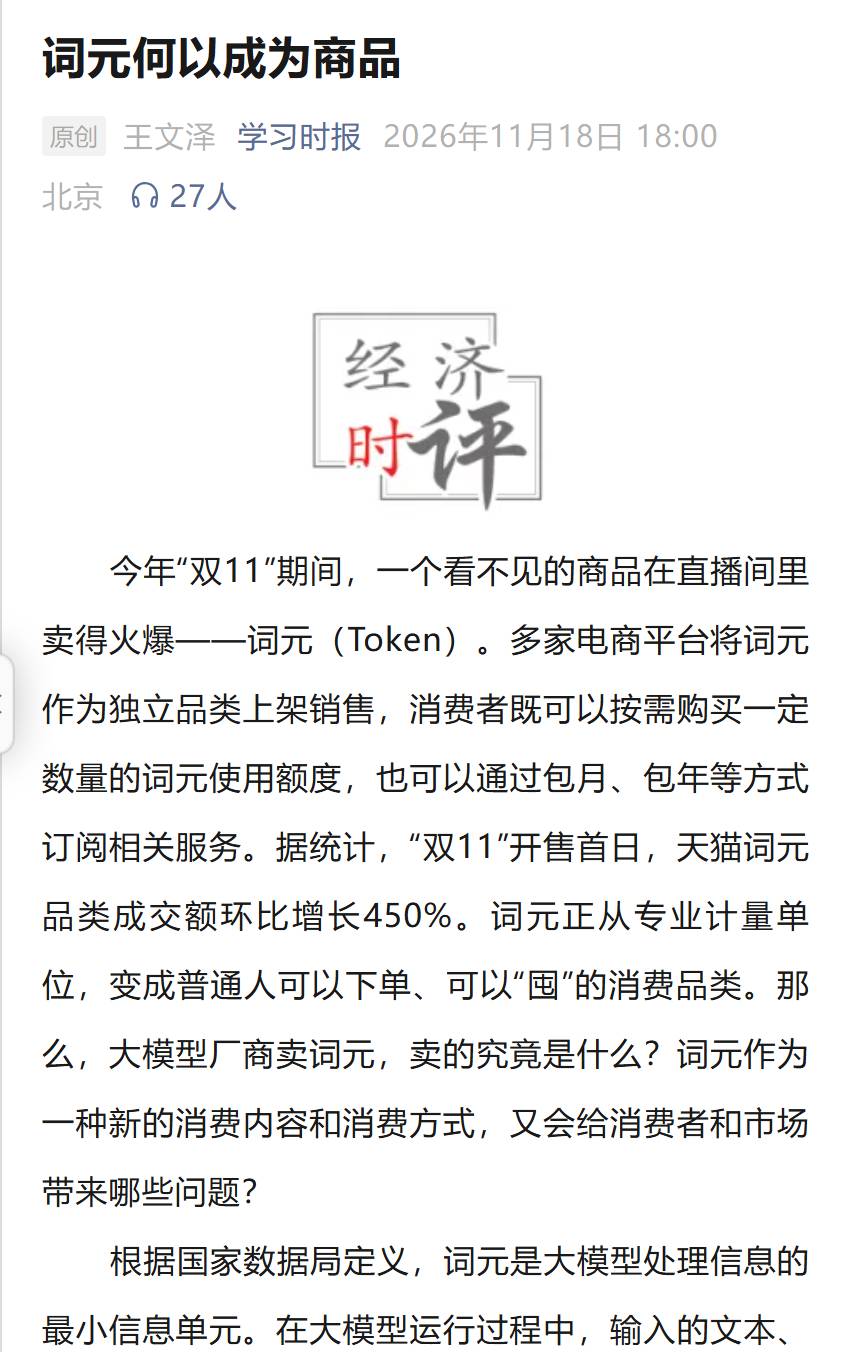 词元何以成为商品
原创 王文泽 学习时报 2026年11月18日 18:00
北京 27人
经济
时评
今年“双11”期间，一个看不见的商品在直播间里
卖得火爆——词元（Token）。多家电商平台将词元
作为独立品类上架销售，消费者既可以按需购买一定
数量的词元使用额度，也可以通过包月、包年等方式
订阅相关服务。据统计，“双11”开售首日，天猫词元
品类成交额环比增长450%。词元正从专业计量单
位，变成普通人可以下单、可以“囤”的消费品类。那
么，大模型厂商卖词元，卖的究竟是什么？词元作为
一种新的消费内容和消费方式，又会给消费者和市场
带来哪些问题？
根据国家数据局定义，词元是大模型处理信息的
最小信息单元。在大模型运行过程中，输入的文本、